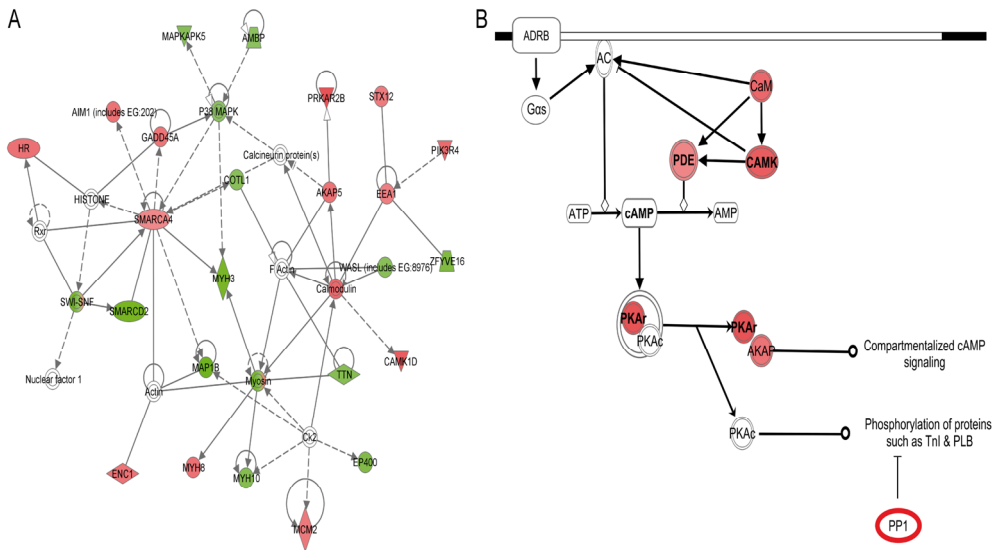 A
MAPKAPK5
AMBP
AIM1 (includes EG:202)
P38 MAPK
PRKAR2B
STX12
GADD45A
HR
Calcineurin protein(s)
PIK3R4
COTL1
AKAP5
EEA1
HISTONE
SMARCA4
Rxr
F Actin
WASL (includes EG:8976)
ZFYVE16
MYH3
Calmodulin
SWI-SNF
SMARCD2
CAMK1D
Nuclear factor 1
MAP1B
Actin
Myosin
TTN
Ck2
ENC1
MYH8
MYH10
EP400
MCM2
B
ADRB
AC
CaM
Gαs
PDE
CAMK
ATP
cAMP
AMP
PKAr
PKAc
PKAr
AKAP
Compartmentalized cAMP
signaling
PKAc
Phosphorylation of proteins
such as TnI & PLB
PP1